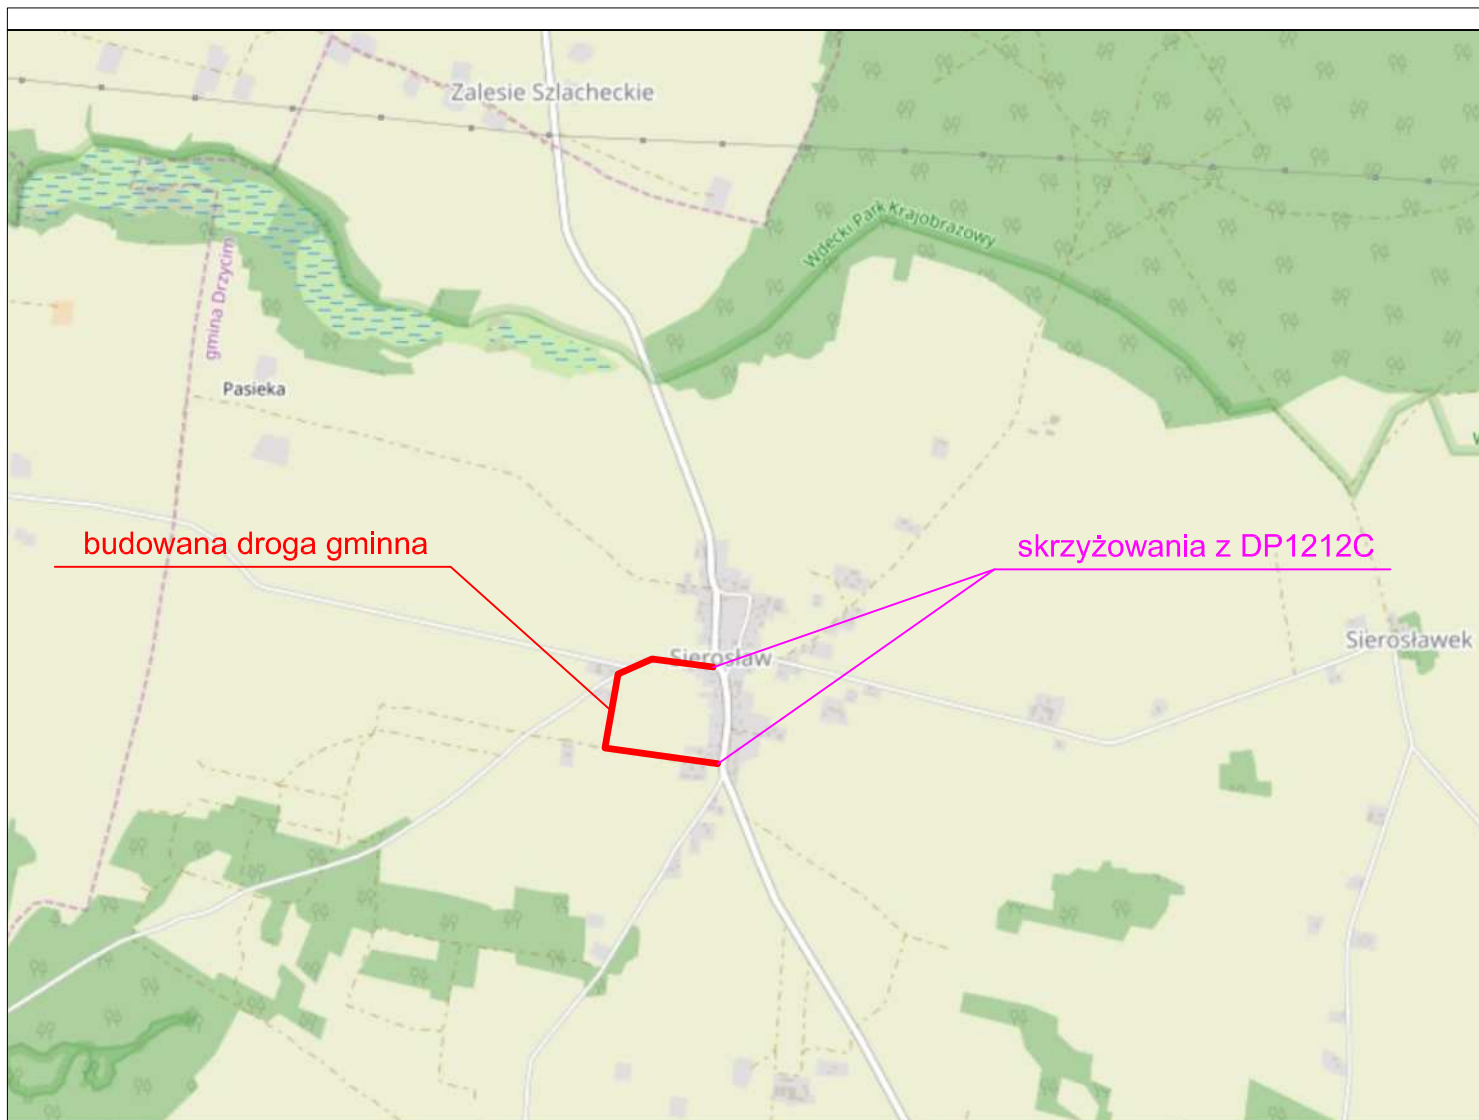 Zalesie Szlacheckie
Wdecki Park Krajobrazowy
gmina Drzycim
Pasieka
budowana droga gminna
skrzyżowania z DP1212C
Sierosław
Sierosławek
W